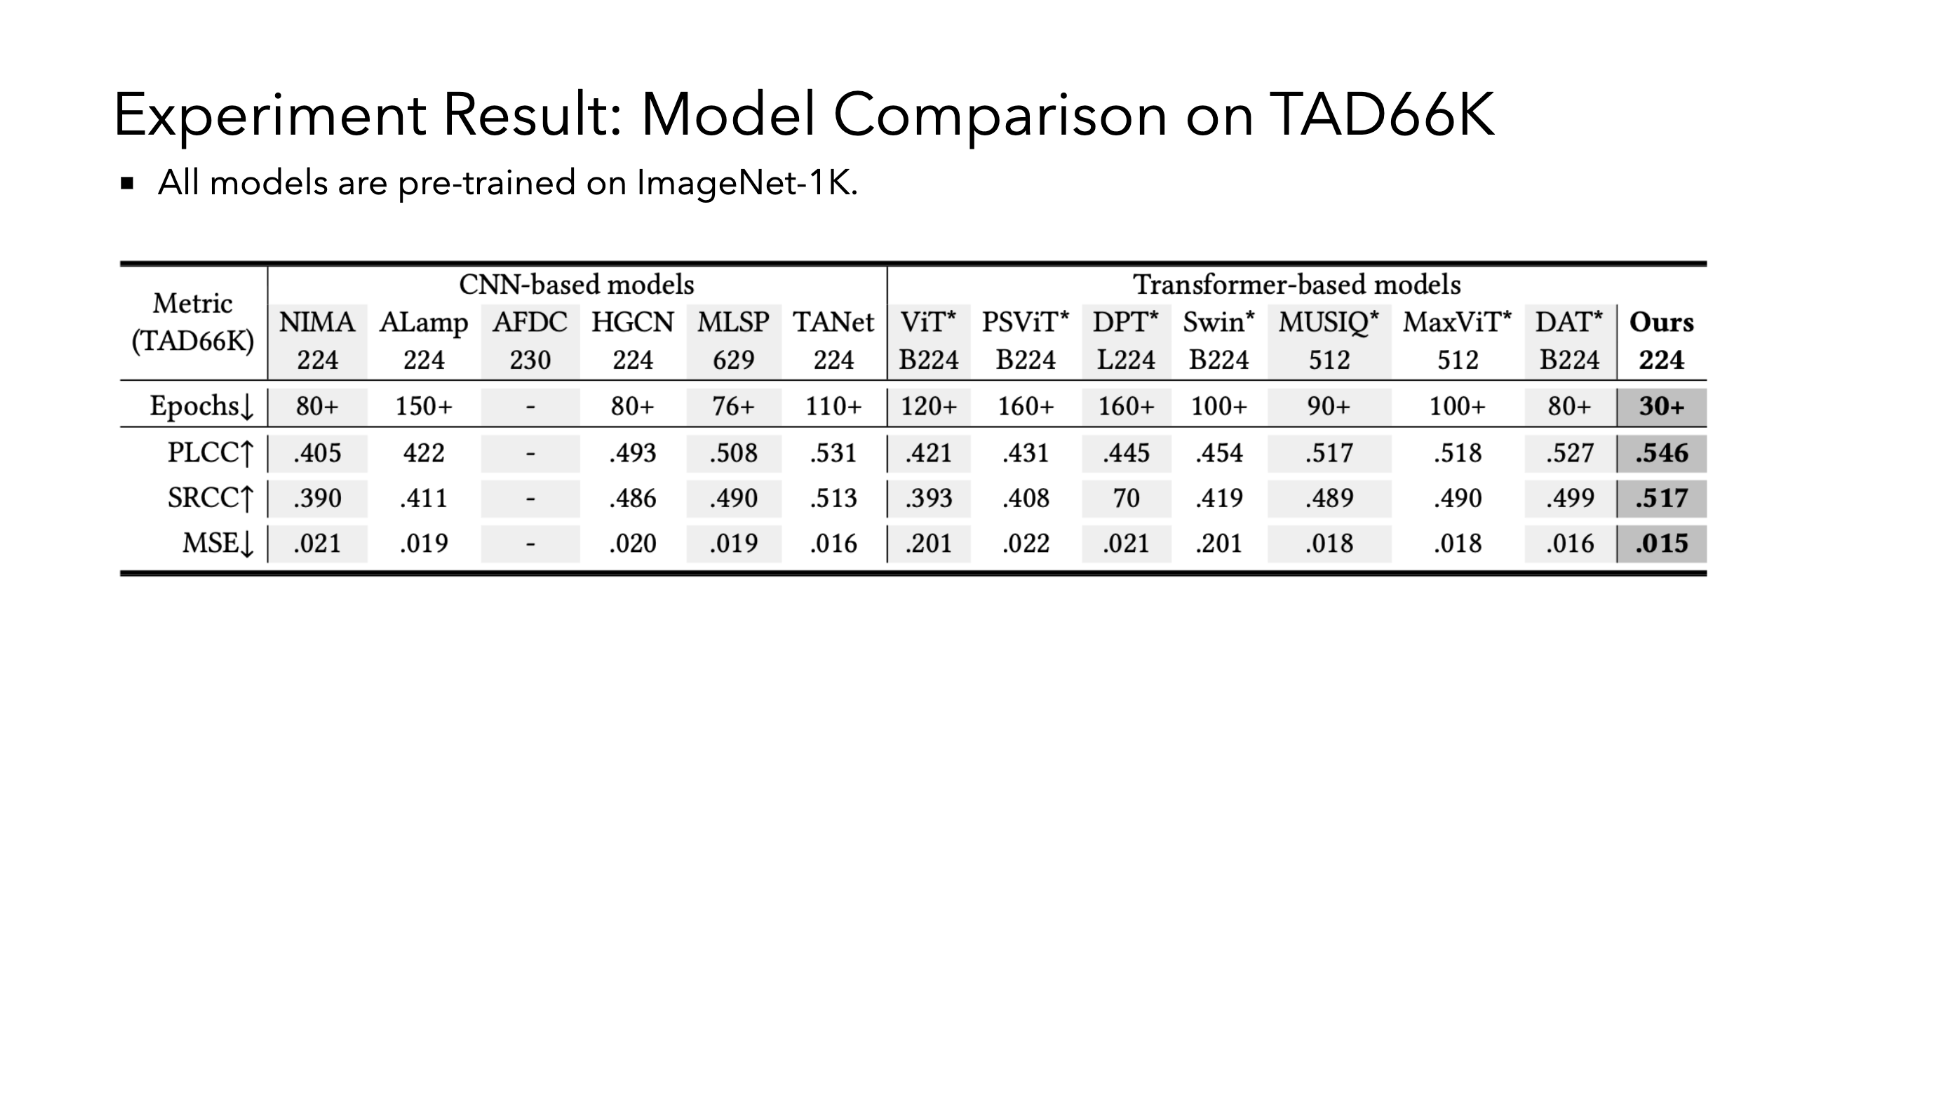 Experiment Result: Model Comparison on TAD66K
▪ All models are pre-trained on ImageNet-1K.
Metric (TAD66K) CNN-based models Transformer-based models
NIMA ALamp AFDC HGCN MLSP TANet ViT* PSViT* DPT* Swin* MUSIQ* MaxViT* DAT* Ours
224 224 230 224 629 224 B224 B224 L224 B224 512 512 B224 224
Epochs↓ 80+ 150+ - 80+ 76+ 110+ 120+ 160+ 160+ 100+ 90+ 100+ 80+ 30+
PLCC↑ .405 422 - .493 .508 .531 .421 .431 .445 .454 .517 .518 .527 .546
SRCC↑ .390 .411 - .486 .490 .513 .393 .408 70 .419 .489 .490 .499 .517
MSE↓ .021 .019 - .020 .019 .016 .201 .022 .021 .201 .018 .018 .016 .015